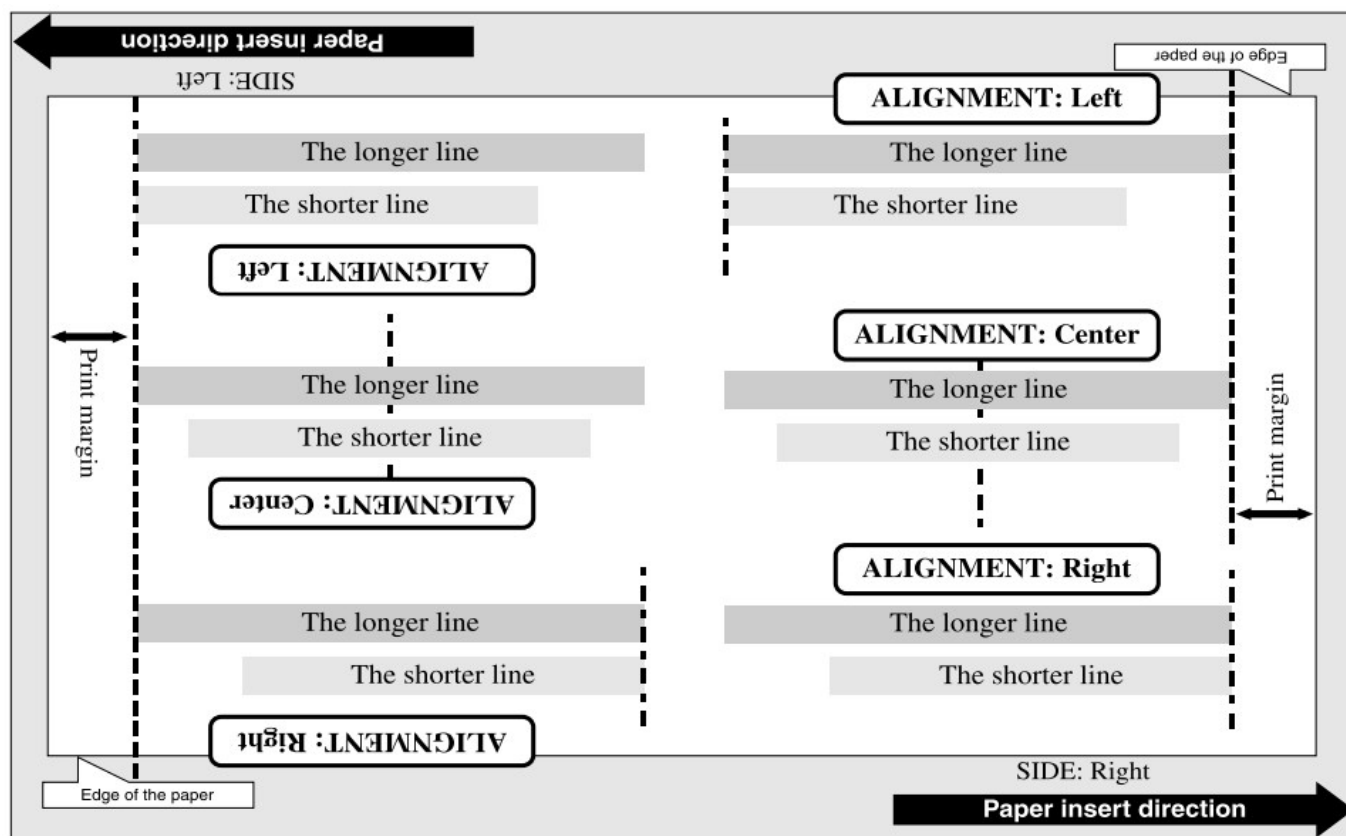 Paper insert direction
SIDE: Left
Edge of the paper
ALIGNMENT: Left
The longer line
The longer line
The shorter line
The shorter line
ALIGNMENT: Left
ALIGNMENT: Center
Print margin
The longer line
The longer line
The shorter line
The shorter line
Print margin
ALIGNMENT: Center
ALIGNMENT: Right
The longer line
The longer line
The shorter line
The shorter line
ALIGNMENT: Right
Edge of the paper
SIDE: Right
Paper insert direction